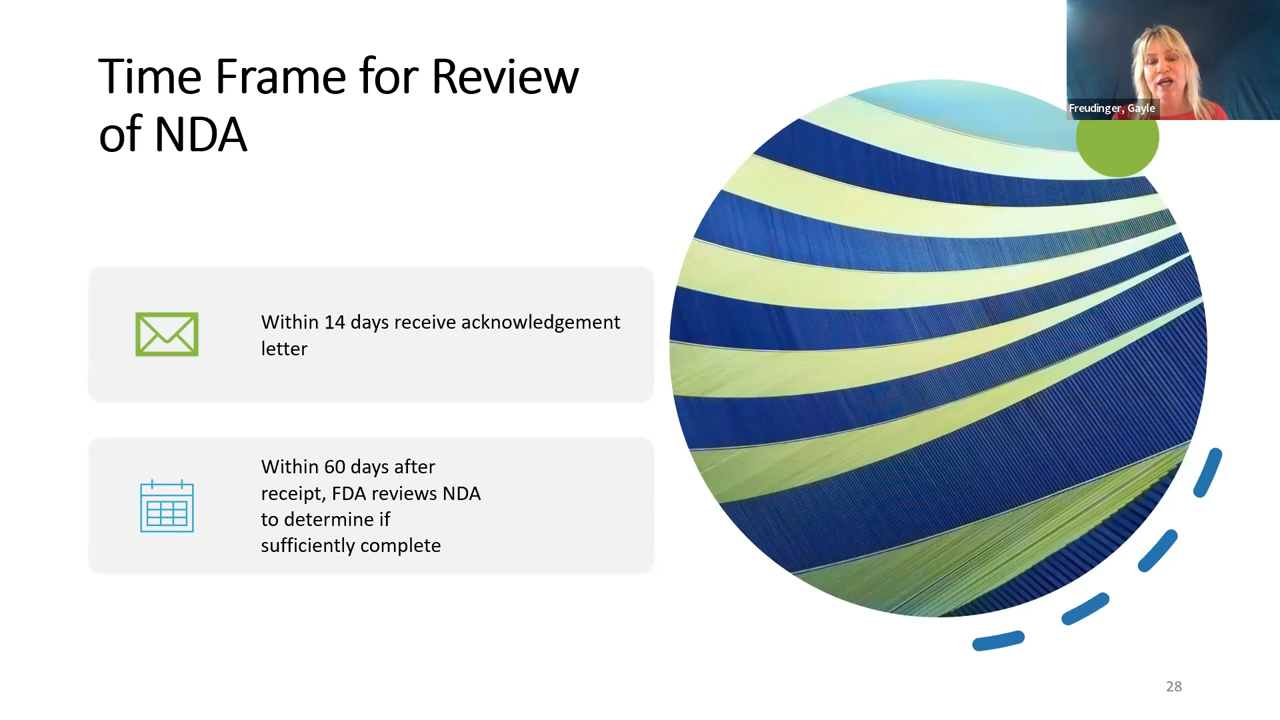 Time Frame for Review
of NDA
Freudinger, Gayle
Within 14 days receive acknowledgement
letter
Within 60 days after
receipt, FDA reviews NDA
to determine if
sufficiently complete
28